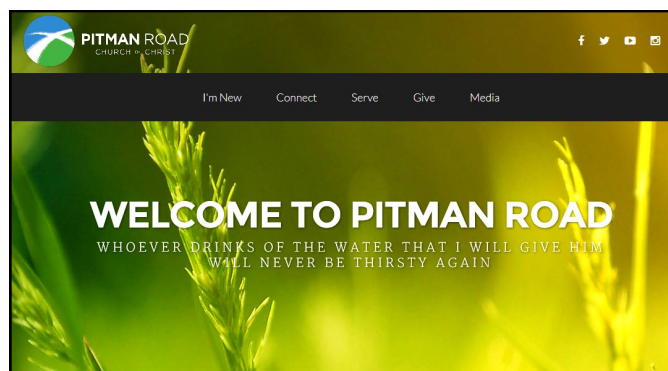 PITMAN ROAD
CHURCH of CHRIST
I'm New Connect Serve Give Media
WELCOME TO PITMAN ROAD
WHOEVER DRINKS OF THE WATER THAT I WILL GIVE HIM
WILL NEVER BE THIRSTY AGAIN